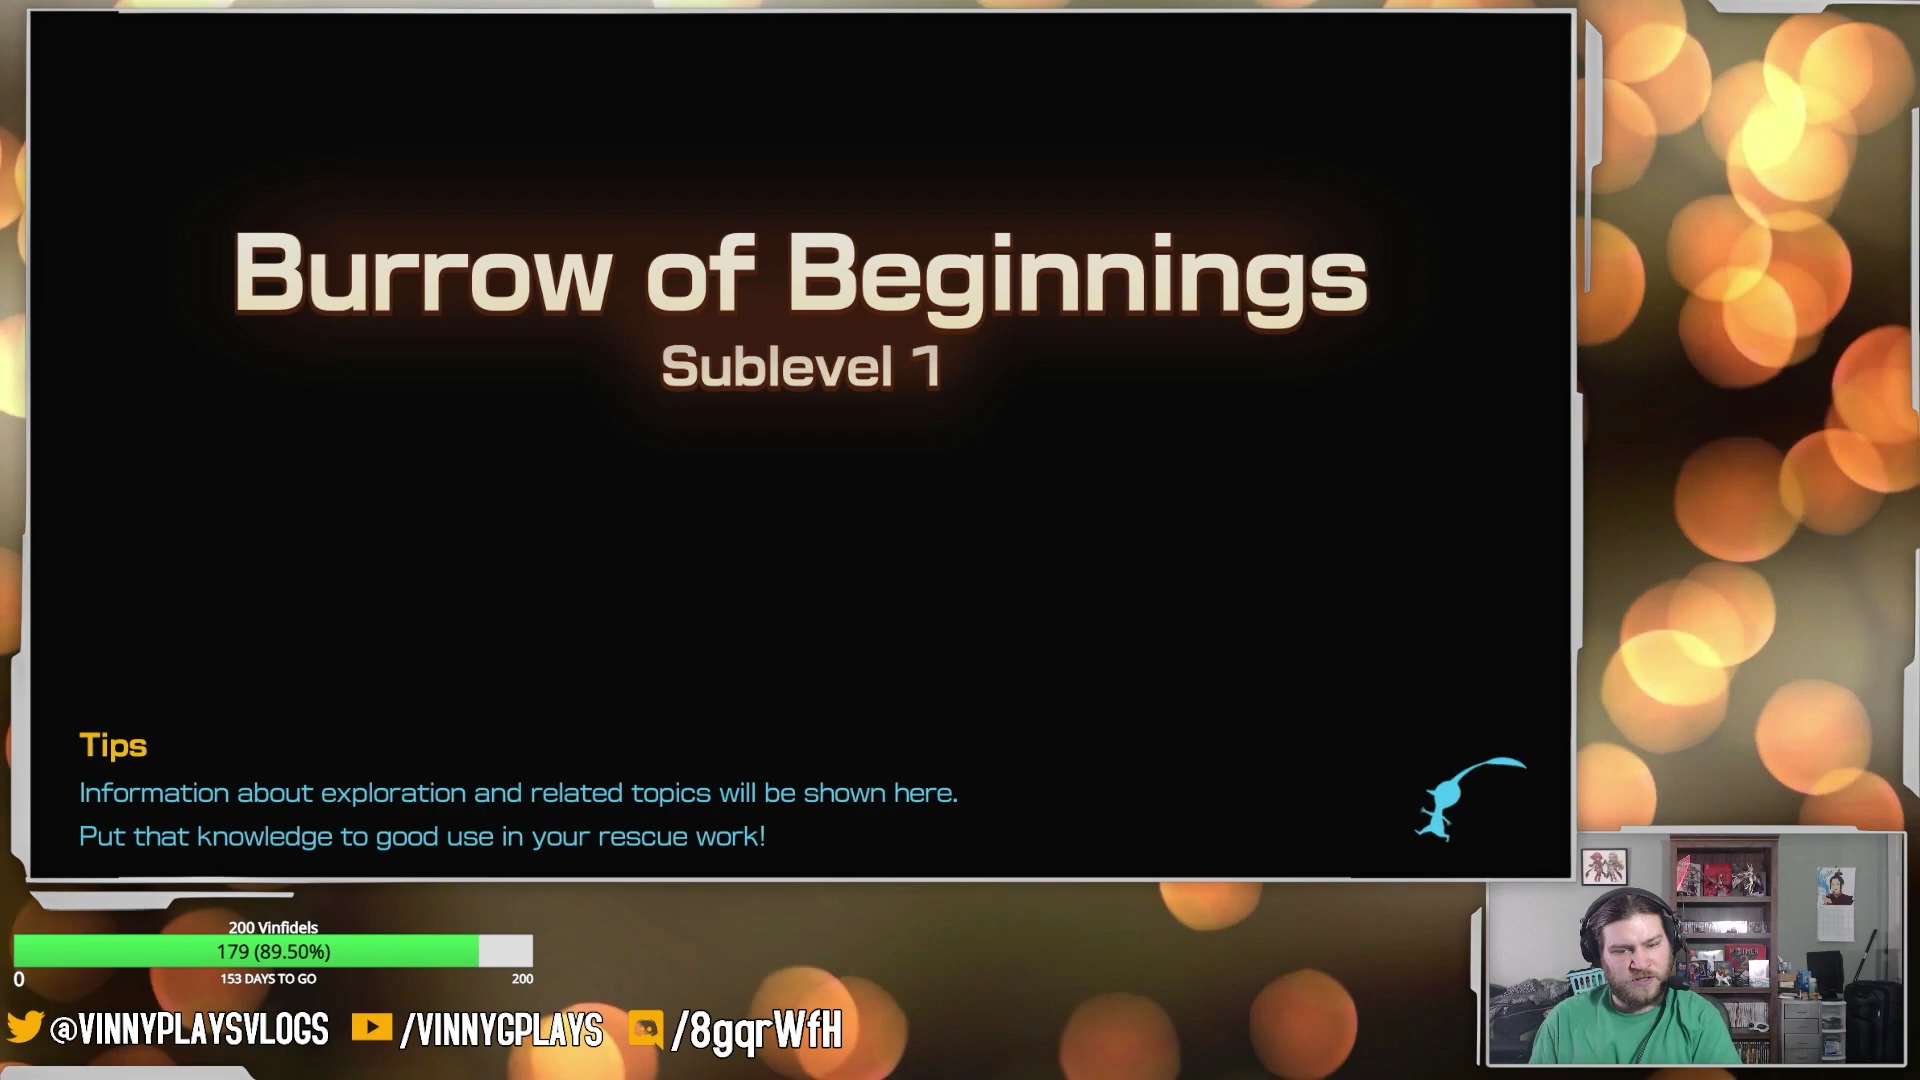 Burrow of Beginnings
Sublevel 1
Tips
Information about exploration and related topics will be shown here.
Put that knowledge to good use in your rescue work!
200 Vinfidels
179 (89.50%)
0
153 DAYS TO GO
200
@VINNYPLAYSVLOGS
/VINNYGPLAYS
/8gqrWfH